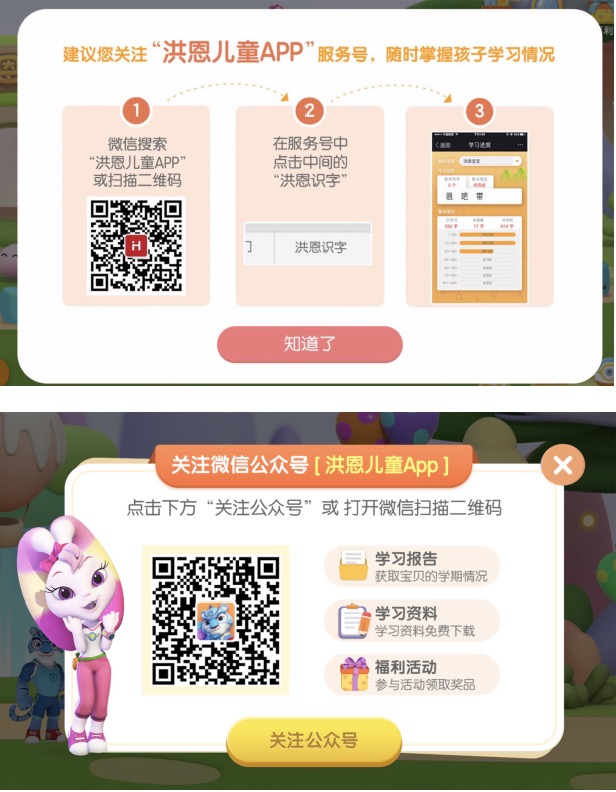 建议您关注“洪恩儿童APP”服务号，随时掌握孩子学习情况
1
微信搜索
“洪恩儿童APP”
或扫描二维码
H
2
在服务号中
点击中间的
“洪恩识字”
洪恩识字
3
学习进度
很 吧 带
知道了
关注微信公众号[洪恩儿童App]
点击下方“关注公众号”或 打开微信扫描二维码
学习报告
获取宝贝的学期情况
学习资料
学习资料免费下载
福利活动
参与活动领取奖品
关注公众号